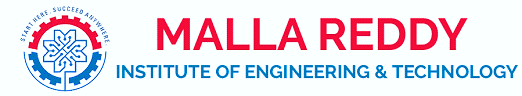 START HERE. SUCCEED ANYWHERE.
MALLA REDDY
INSTITUTE OF ENGINEERING & TECHNOLOGY